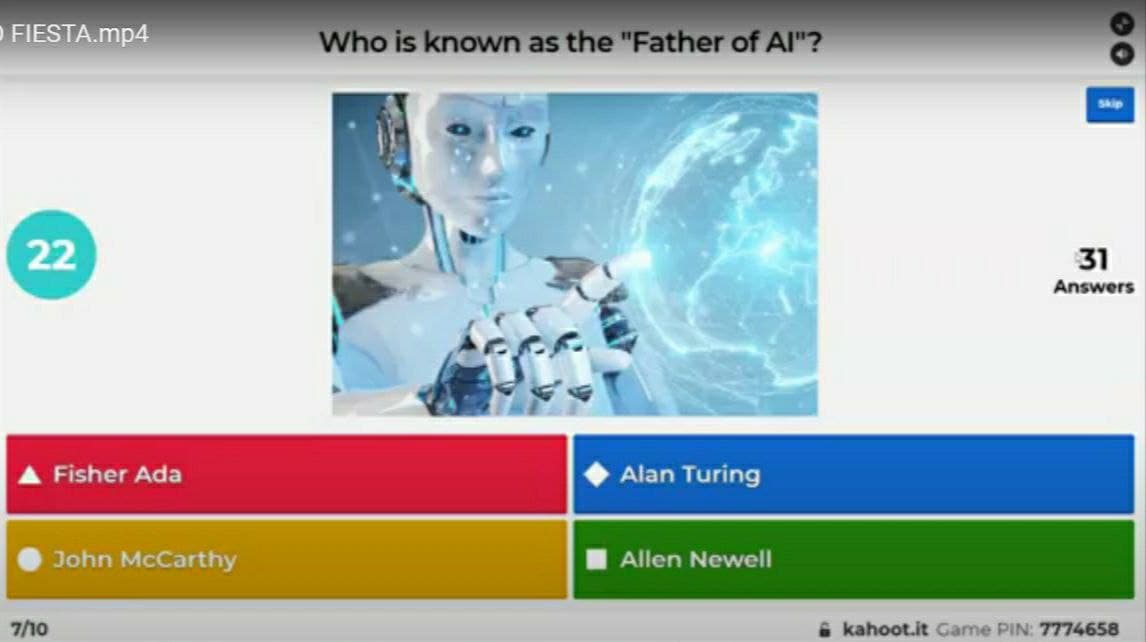 FIESTA.mp4
Who is known as the "Father of AI"?
Skip
22
31
Answers
Fisher Ada
Alan Turing
John McCarthy
Allen Newell
7/10
kahoot.it Game PIN: 7774658